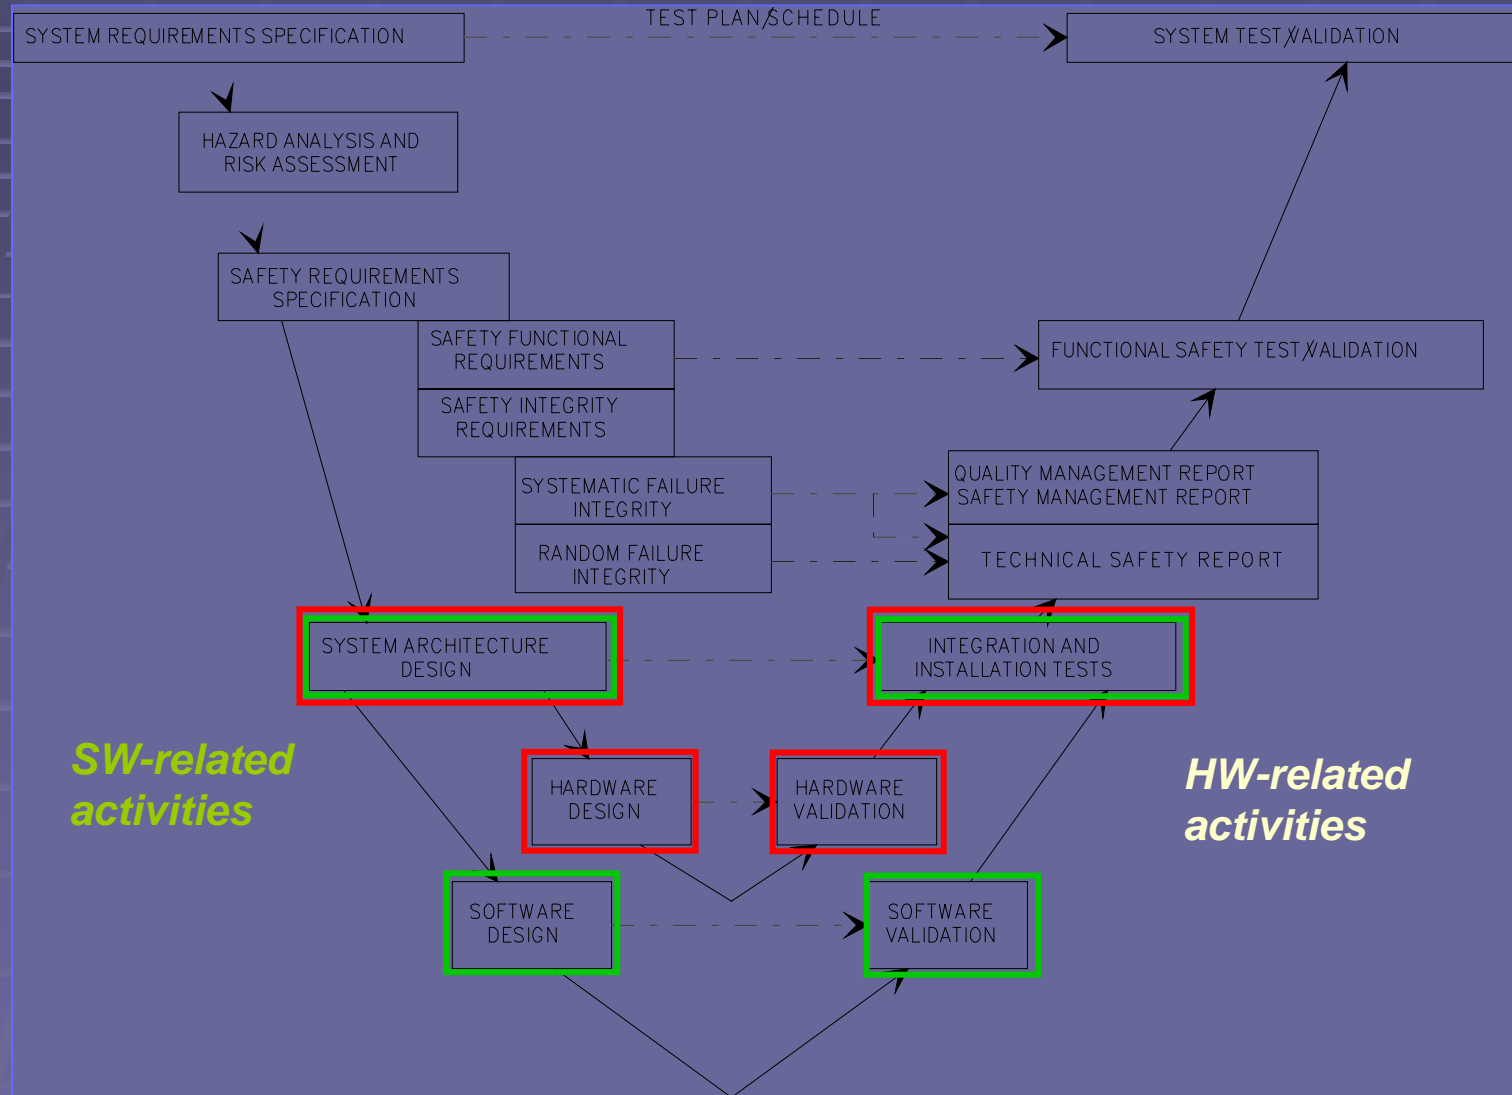 TEST PLAN/SCHEDULE
SYSTEM REQUIREMENTS SPECIFICATION
SYSTEM TEST/VALIDATION
HAZARD ANALYSIS AND
RISK ASSESSMENT
SAFETY REQUIREMENTS
SPECIFICATION
SAFETY FUNCTIONAL
REQUIREMENTS
FUNCTIONAL SAFETY TEST/VALIDATION
SAFETY INTEGRITY
REQUIREMENTS
SYSTEMATIC FAILURE
INTEGRITY
QUALITY MANAGEMENT REPORT
SAFETY MANAGEMENT REPORT
RANDOM FAILURE
INTEGRITY
TECHNICAL SAFETY REPORT
SYSTEM ARCHITECTURE
DESIGN
INTEGRATION AND
INSTALLATION TESTS
SW-related
activities
HARDWARE
DESIGN
HARDWARE
VALIDATION
HW-related
activities
SOFTWARE
DESIGN
SOFTWARE
VALIDATION